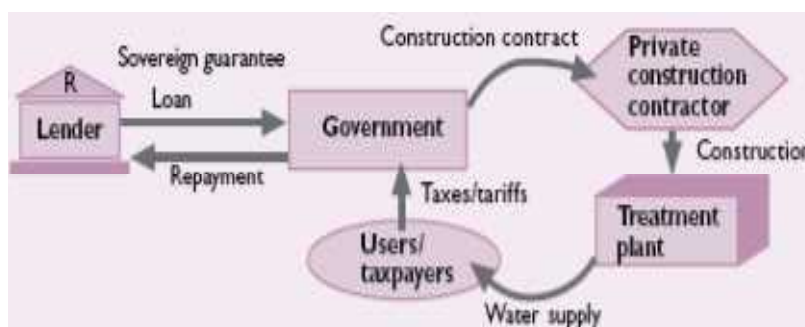 Construction contract
Private
construction
contractor
Sovereign guarantee
R
Loan
Lender
Government
Construction
Repayment
Taxes/tariffs
Treatment
plant
Users/
taxpayers
Water supply